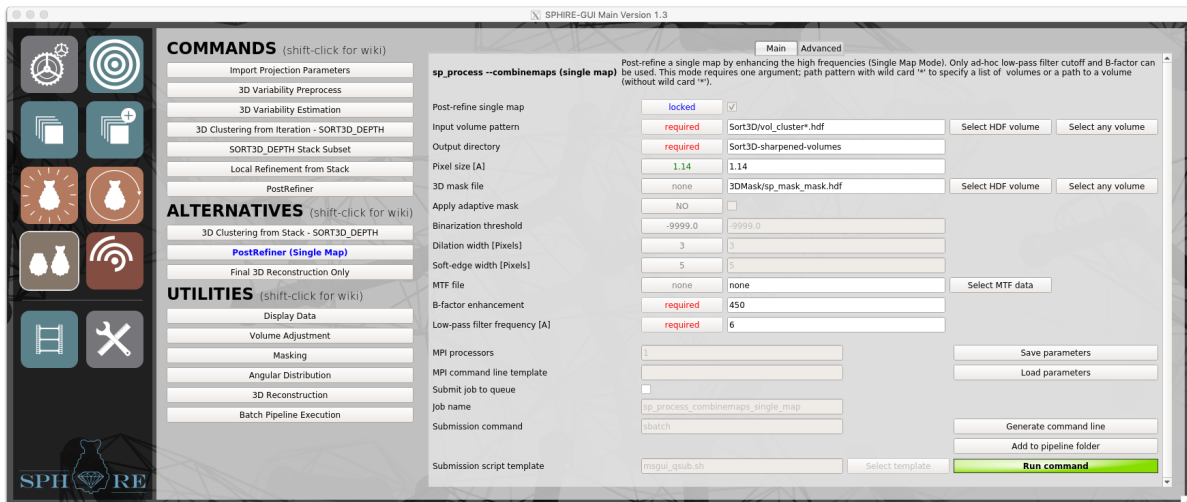 SPHIRE-GUI Main Version 1.3
COMMANDS (shift-click for wiki)
Import Projection Parameters
3D Variability Preprocess
3D Variability Estimation
3D Clustering from Iteration - SORT3D_DEPTH
SORT3D_DEPTH Stack Subset
Local Refinement from Stack
PostRefiner
ALTERNATIVES (shift-click for wiki)
3D Clustering from Stack - SORT3D_DEPTH
PostRefiner (Single Map)
Final 3D Reconstruction Only
UTILITIES (shift-click for wiki)
Display Data
Volume Adjustment
Masking
Angular Distribution
3D Reconstruction
Batch Pipeline Execution
SPHIRE
Main Advanced
sp_process --combinemaps (single map) Post-refine a single map by enhancing the high frequencies (Single Map Mode). Only ad-hoc low-pass filter cutoff and B-factor can
be used. This mode requires one argument; path pattern with wild card '*' to specify a list of volumes or a path to a volume
(without wild card '*').
Post-refine single map locked
Input volume pattern required Sort3D/vol_cluster*.hdf Select HDF volume Select any volume
Output directory required Sort3D-sharpened-volumes
Pixel size [A] 1.14 1.14
3D mask file none 3DMask/sp_mask_mask.hdf Select HDF volume Select any volume
Apply adaptive mask NO
Binarization threshold -9999.0 -9999.0
Dilation width [Pixels] 3 3
Soft-edge width [Pixels] 5 5
MTF file none none Select MTF data
B-factor enhancement required 450
Low-pass filter frequency [A] required 6
MPI processors 1 Save parameters
MPI command line template Load parameters
Submit job to queue
Job name sp_process_combinemaps_single_map
Submission command sbatch Generate command line
Add to pipeline folder
Submission script template msgui_qsub.sh Select template Run command